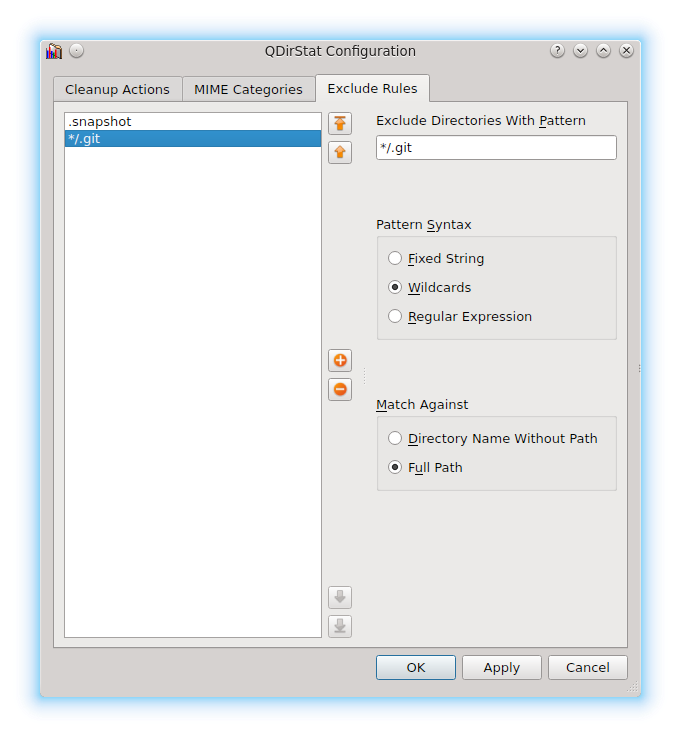 QDirStat Configuration
Cleanup Actions
MIME Categories
Exclude Rules
.snapshot
*/.git
Exclude Directories With Pattern
*/.git
Pattern Syntax
Fixed String
Wildcards
Regular Expression
Match Against
Directory Name Without Path
Full Path
OK
Apply
Cancel